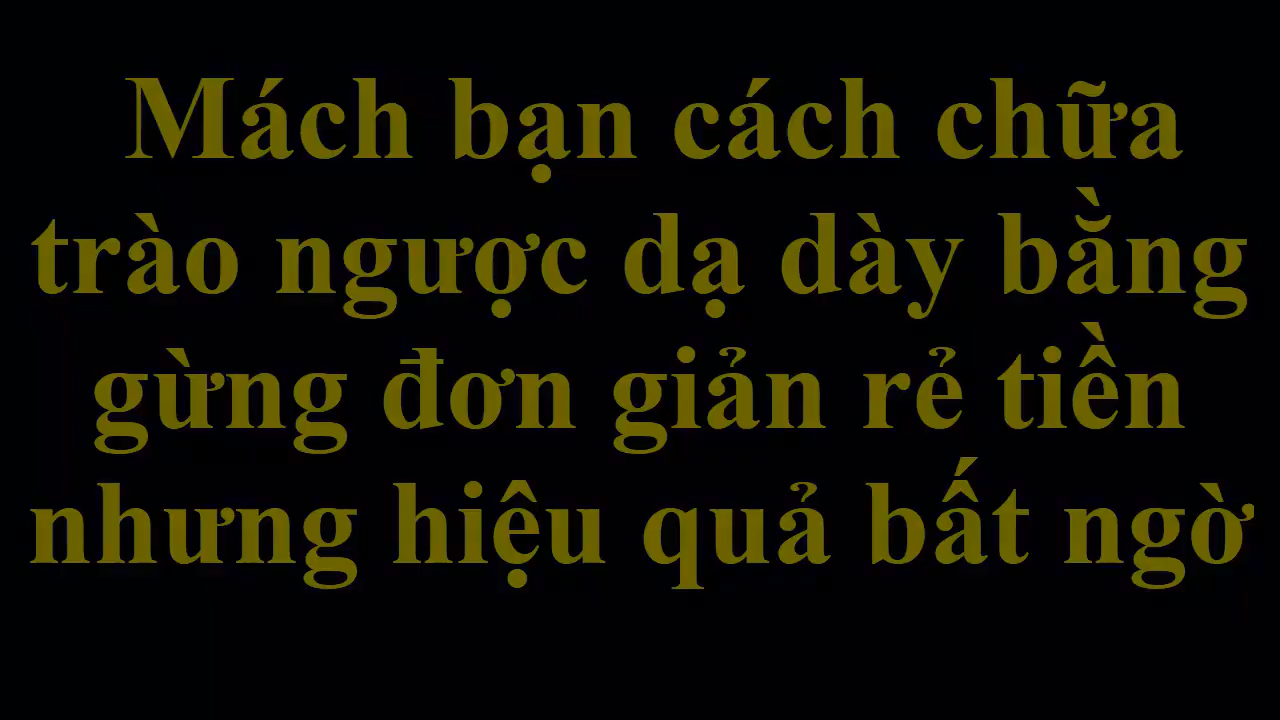 Mách bạn cách chữa
trào ngược dạ dày bằng
gừng đơn giản rẻ tiền
nhưng hiệu quả bất ngờ